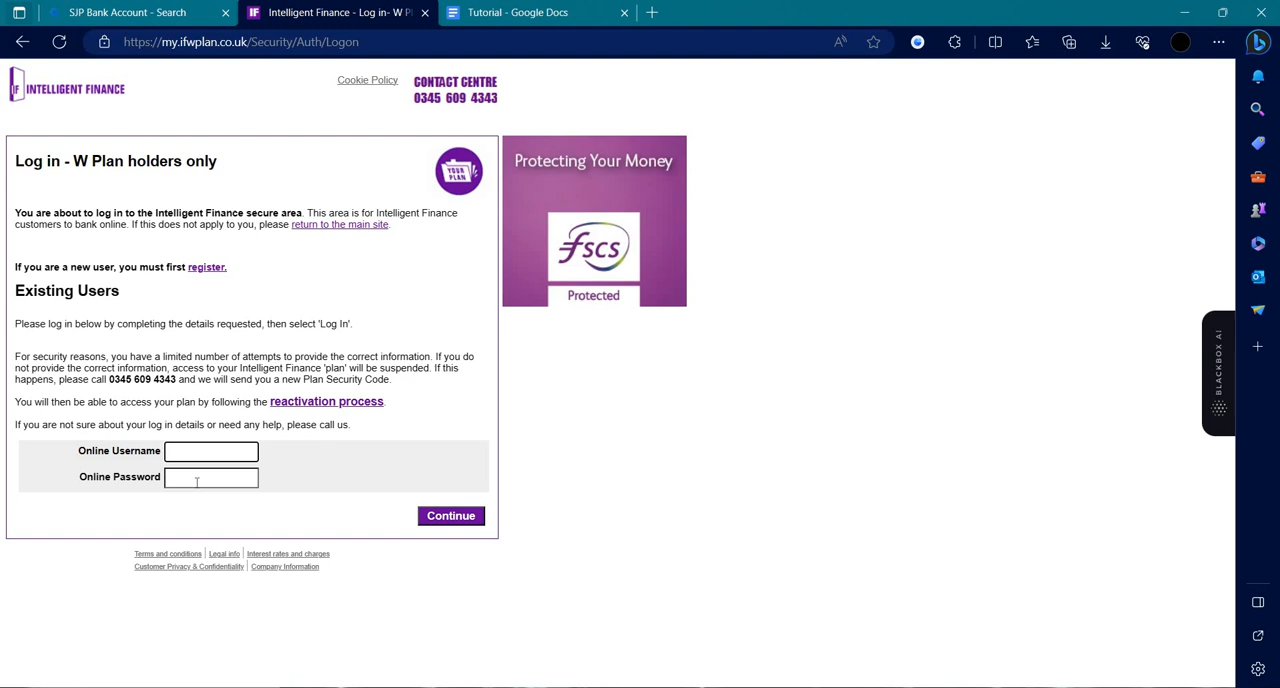 SJP Bank Account - Search
Intelligent Finance - Log in- W Pl
Tutorial - Google Docs
https://my.ifwplan.co.uk/Security/Auth/Logon
IF INTELLIGENT FINANCE
Cookie Policy
CONTACT CENTRE
0345 609 4343
Log in - W Plan holders only
YOUR PLAN
You are about to log in to the Intelligent Finance secure area. This area is for Intelligent Finance
customers to bank online. If this does not apply to you, please return to the main site.
If you are a new user, you must first register.
Existing Users
Please log in below by completing the details requested, then select 'Log In'.
For security reasons, you have a limited number of attempts to provide the correct information. If you do
not provide the correct information, access to your Intelligent Finance 'plan' will be suspended. If this
happens, please call 0345 609 4343 and we will send you a new Plan Security Code.
You will then be able to access your plan by following the reactivation process.
If you are not sure about your log in details or need any help, please call us.
Online Username
Online Password
Continue
Protecting Your Money
fscs
Protected
Terms and conditions | Legal info | Interest rates and charges
Customer Privacy & Confidentiality | Company Information
BLACKBOX AI